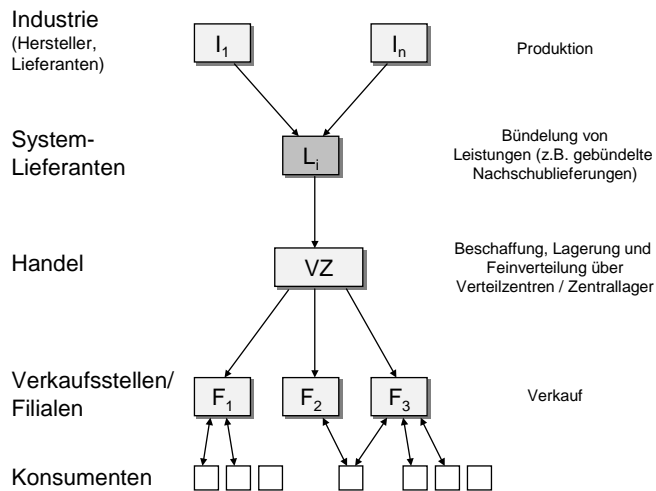 Industrie
(Hersteller,
Lieferanten)
I1
In
Produktion
System-
Lieferanten
Li
Bündelung von
Leistungen (z.B. gebündelte
Nachschublieferungen)
Handel
VZ
Beschaffung, Lagerung und
Feinverteilung über
Verteilzentren / Zentrallager
Verkaufsstellen/
Filialen
F1
F2
F3
Verkauf
Konsumenten